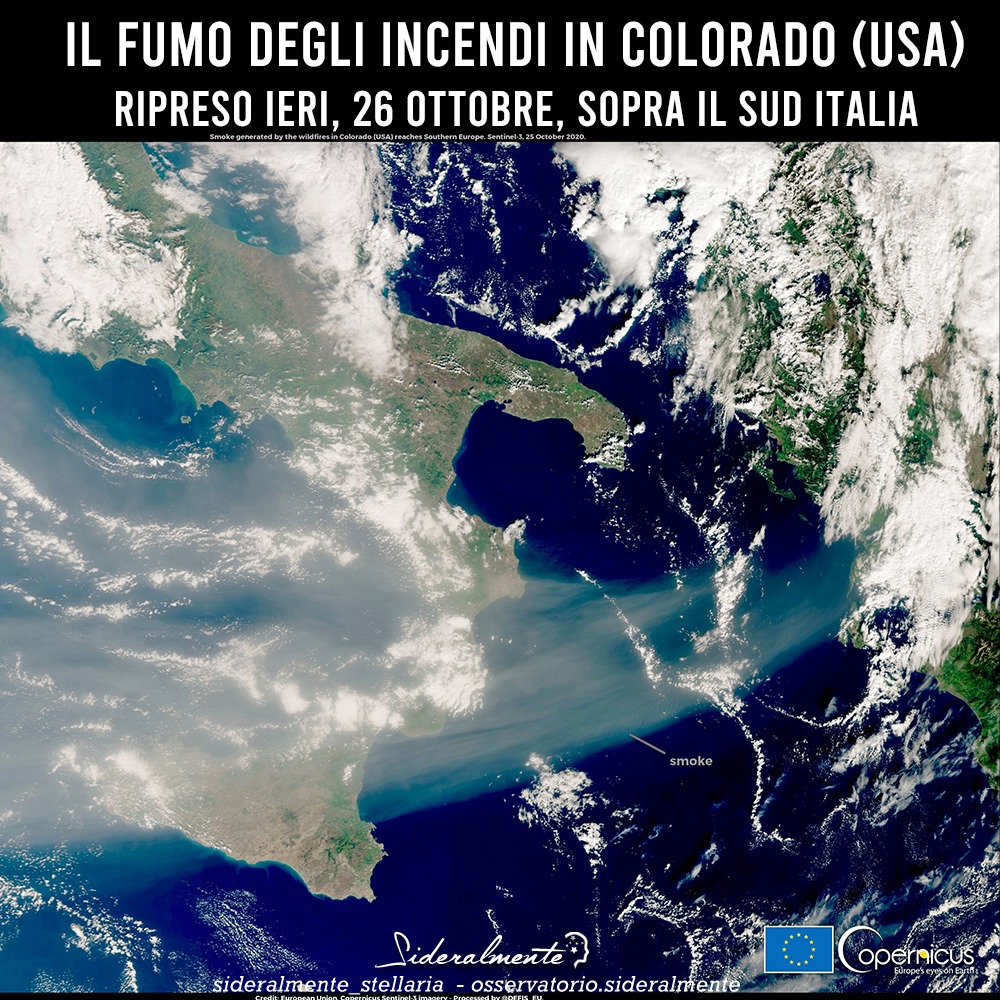 IL FUMO DEGLI INCENDI IN COLORADO (USA)
RIPRESO IERI, 26 OTTOBRE, SOPRA IL SUD ITALIA
Smoke generated by the wildfires in Colorado (USA) reaches Southern Europe. Sentinel-3, 25 October 2020.
smoke
Sideralmente
opernicus
Europe's eyes on Earth
sideralmente_stellaria - osservatorio.sideralmente
Credit: European Union, Copernicus Sentinel-3 imagery - Processed by @DEFIS_EU.